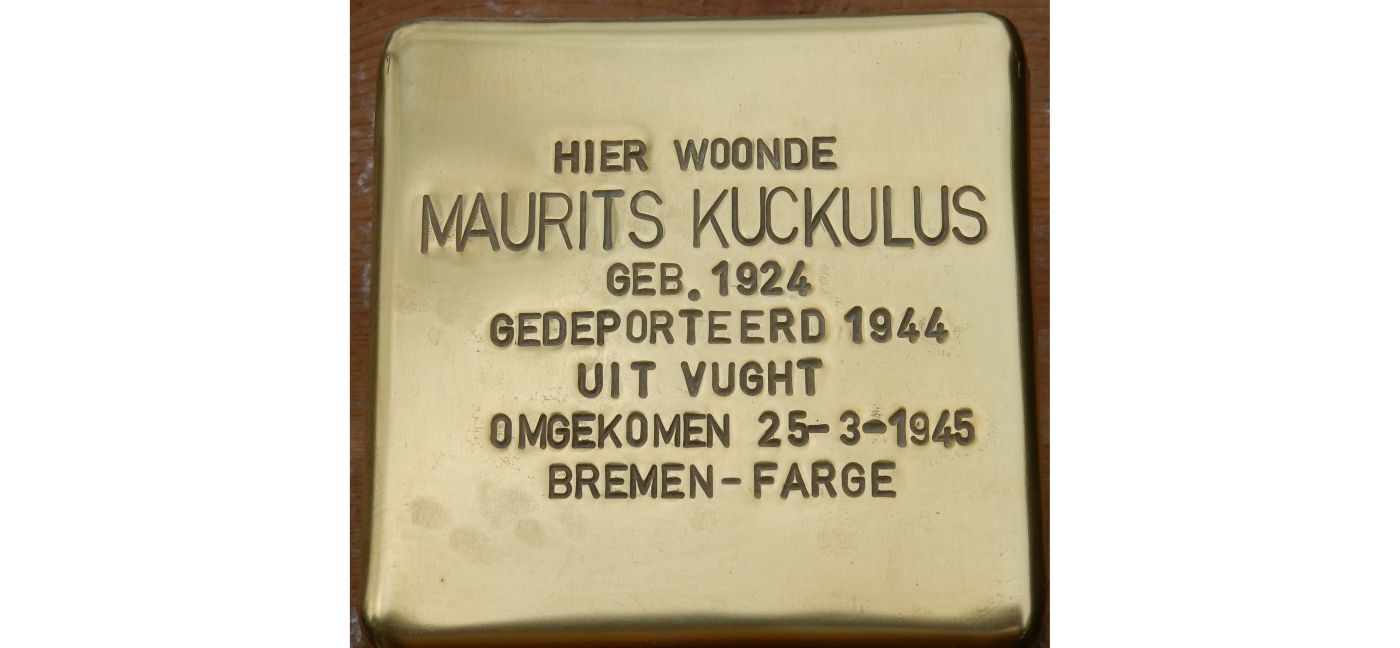 HIER WOONDE
MAURITS KUCKULUS
GEB. 1924
GEDEPORTEERD 1944
UIT VUGHT
OMGEKOMEN 25-3-1945
BREMEN-FARGE